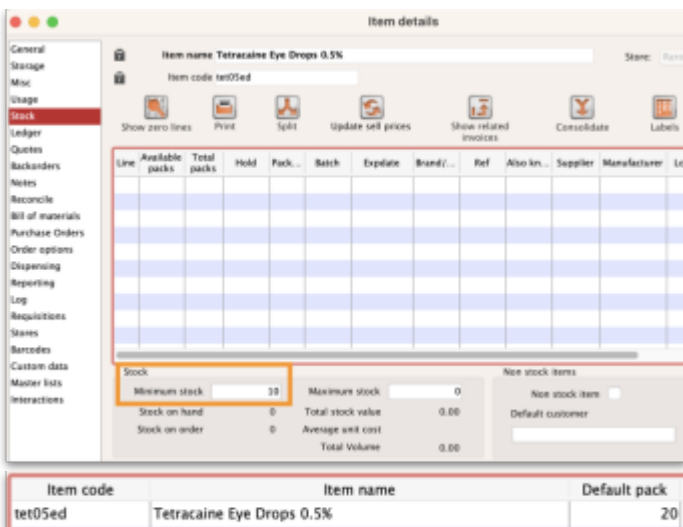 Item details
General
Storage
Misc
Usage
Stock
Ledger
Quotes
Backorders
Notes
Reconcile
Bill of materials
Purchase Orders
Order options
Dispensing
Reporting
Log
Requisitions
Stores
Barcodes
Custom data
Master lists
Interactions
Item name Tetracaine Eye Drops 0.5%
Store:
Item code tet05ed
Show zero lines Print Split Update sell prices Show related invoices Consolidate Labels
Line Available packs Total packs Hold Pack... Batch Expdate Brand/... Ref Also kn... Supplier Manufacturer Lo
Stock Non stock items
Minimum stock 10 Maximum stock 0 Non stock item
Stock on hand 0 Total stock value 0.00 Default customer
Stock on order 0 Average unit cost
Total Volume 0.00
Item code Item name Default pack
tet05ed Tetracaine Eye Drops 0.5% 20